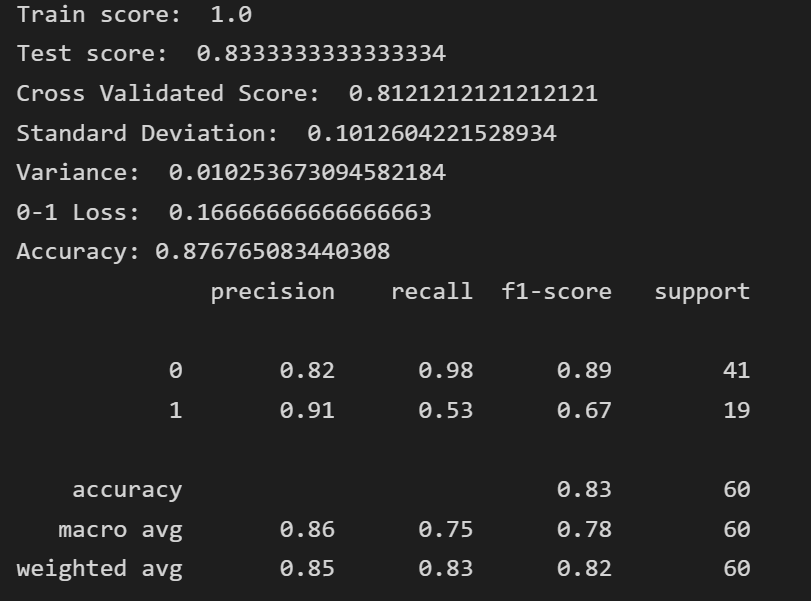 Train score:  1.0
Test score:  0.8333333333333334
Cross Validated Score:  0.8121212121212121
Standard Deviation:  0.1012604221528934
Variance:  0.010253673094582184
0-1 Loss:  0.16666666666666663
Accuracy: 0.876765083440308
precision    recall  f1-score   support
0       0.82      0.98      0.89        41
1       0.91      0.53      0.67        19
accuracy                           0.83        60
macro avg       0.86      0.75      0.78        60
weighted avg       0.85      0.83      0.82        60